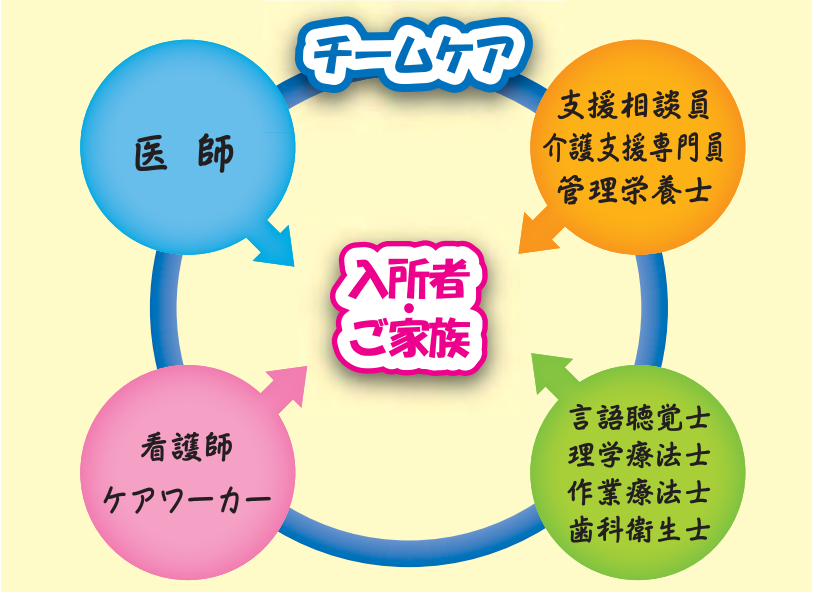 チームケア
医 師
支援相談員
介護支援専門員
管理栄養士
入所者
・
ご家族
看護師
ケアワーカー
言語聴覚士
理学療法士
作業療法士
歯科衛生士